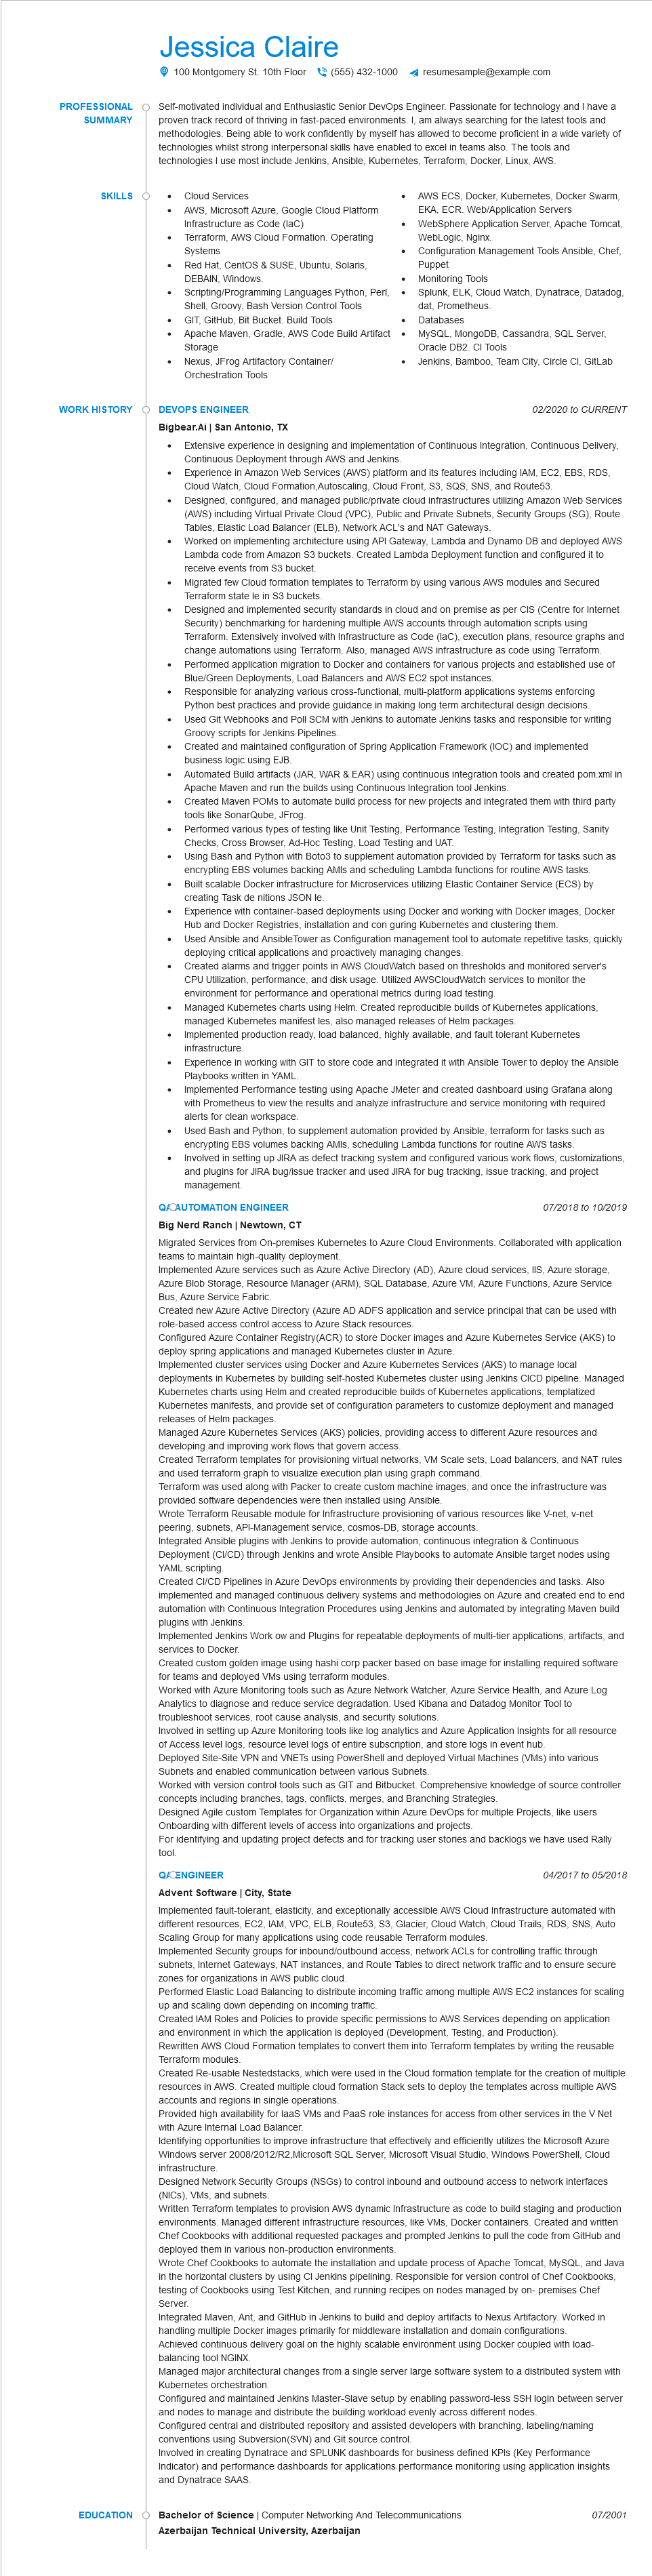 Jessica Claire
100 Montgomery St. 10th Floor (555) 432-1000 resumesample@example.com
PROFESSIONAL SUMMARY
Self-motivated individual and Enthusiastic Senior DevOps Engineer. Passionate for technology and I have a
proven track record of thriving in fast-paced environments. I, am always searching for the latest tools and
methodologies. Being able to work confidently by myself has allowed to become proficient in a wide variety of
technologies whilst strong interpersonal skills have enabled to excel in teams also. The tools and
technologies I use most include Jenkins, Ansible, Kubernetes, Terraform, Docker, Linux, AWS.
SKILLS
• Cloud Services
• AWS, Microsoft Azure, Google Cloud Platform
Infrastructure as Code (IaC)
• Terraform, AWS Cloud Formation. Operating
Systems
• Red Hat, CentOS & SUSE, Ubuntu, Solaris,
DEBAIN, Windows.
• Scripting/Programming Languages Python, Perl,
Shell, Groovy, Bash Version Control Tools
• GIT, GitHub, Bit Bucket. Build Tools
• Apache Maven, Gradle, AWS Code Build Artifact
Storage
• Nexus, JFrog Artifactory Container/
Orchestration Tools
• AWS ECS, Docker, Kubernetes, Docker Swarm,
EKA, ECR. Web/Application Servers
• WebSphere Application Server, Apache Tomcat,
WebLogic, Nginx.
• Configuration Management Tools Ansible, Chef,
Puppet
• Monitoring Tools
• Splunk, ELK, Cloud Watch, Dynatrace, Datadog,
dat, Prometheus.
• Databases
• MySQL, MongoDB, Cassandra, SQL Server,
Oracle DB2. CI Tools
• Jenkins, Bamboo, Team City, Circle CI, GitLab
WORK HISTORY
DEVOPS ENGINEER 02/2020 to CURRENT
Bigbear.Ai | San Antonio, TX
• Extensive experience in designing and implementation of Continuous Integration, Continuous Delivery,
Continuous Deployment through AWS and Jenkins.
• Experience in Amazon Web Services (AWS) platform and its features including IAM, EC2, EBS, RDS,
Cloud Watch, Cloud Formation,Autoscaling, Cloud Front, S3, SQS, SNS, and Route53.
• Designed, configured, and managed public/private cloud infrastructures utilizing Amazon Web Services
(AWS) including Virtual Private Cloud (VPC), Public and Private Subnets, Security Groups (SG), Route
Tables, Elastic Load Balancer (ELB), Network ACL's and NAT Gateways.
• Worked on implementing architecture using API Gateway, Lambda and Dynamo DB and deployed AWS
Lambda code from Amazon S3 buckets. Created Lambda Deployment function and configured it to
receive events from S3 bucket.
• Migrated few Cloud formation templates to Terraform by using various AWS modules and Secured
Terraform state le in S3 buckets.
• Designed and implemented security standards in cloud and on premise as per CIS (Centre for Internet
Security) benchmarking for hardening multiple AWS accounts through automation scripts using
Terraform. Extensively involved with Infrastructure as Code (IaC), execution plans, resource graphs and
change automations using Terraform. Also, managed AWS infrastructure as code using Terraform.
• Performed application migration to Docker and containers for various projects and established use of
Blue/Green Deployments, Load Balancers and AWS EC2 spot instances.
• Responsible for analyzing various cross-functional, multi-platform applications systems enforcing
Python best practices and provide guidance in making long term architectural design decisions.
• Used Git Webhooks and Poll SCM with Jenkins to automate Jenkins tasks and responsible for writing
Groovy scripts for Jenkins Pipelines.
• Created and maintained configuration of Spring Application Framework (IOC) and implemented
business logic using EJB.
• Automated Build artifacts (JAR, WAR & EAR) using continuous integration tools and created pom.xml in
Apache Maven and run the builds using Continuous Integration tool Jenkins.
• Created Maven POMs to automate build process for new projects and integrated them with third party
tools like SonarQube, JFrog.
• Performed various types of testing like Unit Testing, Performance Testing, Integration Testing, Sanity
Checks, Cross Browser, Ad-Hoc Testing, Load Testing and UAT.
• Using Bash and Python with Boto3 to supplement automation provided by Terraform for tasks such as
encrypting EBS volumes backing AMIs and scheduling Lambda functions for routine AWS tasks.
• Built scalable Docker infrastructure for Microservices utilizing Elastic Container Service (ECS) by
creating Task de nitions JSON le.
• Experience with container-based deployments using Docker and working with Docker images, Docker
Hub and Docker Registries, installation and con guring Kubernetes and clustering them.
• Used Ansible and AnsibleTower as Configuration management tool to automate repetitive tasks, quickly
deploying critical applications and proactively managing changes.
• Created alarms and trigger points in AWS CloudWatch based on thresholds and monitored server's
CPU Utilization, performance, and disk usage. Utilized AWSCloudWatch services to monitor the
environment for performance and operational metrics during load testing.
• Managed Kubernetes charts using Helm. Created reproducible builds of Kubernetes applications,
managed Kubernetes manifest les, also managed releases of Helm packages.
• Implemented production ready, load balanced, highly available, and fault tolerant Kubernetes
infrastructure.
• Experience in working with GIT to store code and integrated it with Ansible Tower to deploy the Ansible
Playbooks written in YAML.
• Implemented Performance testing using Apache JMeter and created dashboard using Grafana along
with Prometheus to view the results and analyze infrastructure and service monitoring with required
alerts for clean workspace.
• Used Bash and Python, to supplement automation provided by Ansible, terraform for tasks such as
encrypting EBS volumes backing AMIs, scheduling Lambda functions for routine AWS tasks.
• Involved in setting up JIRA as defect tracking system and configured various work flows, customizations,
and plugins for JIRA bug/issue tracker and used JIRA for bug tracking, issue tracking, and project
management.
QA AUTOMATION ENGINEER 07/2018 to 10/2019
Big Nerd Ranch | Newtown, CT
Migrated Services from On-premises Kubernetes to Azure Cloud Environments. Collaborated with application
teams to maintain high-quality deployment.
Implemented Azure services such as Azure Active Directory (AD), Azure cloud services, IIS, Azure storage,
Azure Blob Storage, Resource Manager (ARM), SQL Database, Azure VM, Azure Functions, Azure Service
Bus, Azure Service Fabric.
Created new Azure Active Directory (Azure AD ADFS application and service principal that can be used with
role-based access control access to Azure Stack resources.
Configured Azure Container Registry(ACR) to store Docker images and Azure Kubernetes Service (AKS) to
deploy spring applications and managed Kubernetes cluster in Azure.
Implemented cluster services using Docker and Azure Kubernetes Services (AKS) to manage local
deployments in Kubernetes by building self-hosted Kubernetes cluster using Jenkins CICD pipeline. Managed
Kubernetes charts using Helm and created reproducible builds of Kubernetes applications, templatized
Kubernetes manifests, and provide set of configuration parameters to customize deployment and managed
releases of Helm packages.
Managed Azure Kubernetes Services (AKS) policies, providing access to different Azure resources and
developing and improving work flows that govern access.
Created Terraform templates for provisioning virtual networks, VM Scale sets, Load balancers, and NAT rules
and used terraform graph to visualize execution plan using graph command.
Terraform was used along with Packer to create custom machine images, and once the infrastructure was
provided software dependencies were then installed using Ansible.
Wrote Terraform Reusable module for Infrastructure provisioning of various resources like V-net, v-net
peering, subnets, API-Management service, cosmos-DB, storage accounts.
Integrated Ansible plugins with Jenkins to provide automation, continuous integration & Continuous
Deployment (CI/CD) through Jenkins and wrote Ansible Playbooks to automate Ansible target nodes using
YAML scripting.
Created CI/CD Pipelines in Azure DevOps environments by providing their dependencies and tasks. Also
implemented and managed continuous delivery systems and methodologies on Azure and created end to end
automation with Continuous Integration Procedures using Jenkins and automated by integrating Maven build
plugins with Jenkins.
Implemented Jenkins Work ow and Plugins for repeatable deployments of multi-tier applications, artifacts, and
services to Docker.
Created custom golden image using hashi corp packer based on base image for installing required software
for teams and deployed VMs using terraform modules.
Worked with Azure Monitoring tools such as Azure Network Watcher, Azure Service Health, and Azure Log
Analytics to diagnose and reduce service degradation. Used Kibana and Datadog Monitor Tool to
troubleshoot services, root cause analysis, and security solutions.
Involved in setting up Azure Monitoring tools like log analytics and Azure Application Insights for all resource
of Access level logs, resource level logs of entire subscription, and store logs in event hub.
Deployed Site-Site VPN and VNETs using PowerShell and deployed Virtual Machines (VMs) into various
Subnets and enabled communication between various Subnets.
Worked with version control tools such as GIT and Bitbucket. Comprehensive knowledge of source controller
concepts including branches, tags, conflicts, merges, and Branching Strategies.
Designed Agile custom Templates for Organization within Azure DevOps for multiple Projects, like users
Onboarding with different levels of access into organizations and projects.
For identifying and updating project defects and for tracking user stories and backlogs we have used Rally
tool.
QA ENGINEER 04/2017 to 05/2018
Advent Software | City, State
Implemented fault-tolerant, elasticity, and exceptionally accessible AWS Cloud Infrastructure automated with
different resources, EC2, IAM, VPC, ELB, Route53, S3, Glacier, Cloud Watch, Cloud Trails, RDS, SNS, Auto
Scaling Group for many applications using code reusable Terraform modules.
Implemented Security groups for inbound/outbound access, network ACLs for controlling traffic through
subnets, Internet Gateways, NAT instances, and Route Tables to direct network traffic and to ensure secure
zones for organizations in AWS public cloud.
Performed Elastic Load Balancing to distribute incoming traffic among multiple AWS EC2 instances for scaling
up and scaling down depending on incoming traffic.
Created IAM Roles and Policies to provide specific permissions to AWS Services depending on application
and environment in which the application is deployed (Development, Testing, and Production).
Rewritten AWS Cloud Formation templates to convert them into Terraform templates by writing the reusable
Terraform modules.
Created Re-usable Nestedstacks, which were used in the Cloud formation template for the creation of multiple
resources in AWS. Created multiple cloud formation Stack sets to deploy the templates across multiple AWS
accounts and regions in single operations.
Provided high availability for IaaS VMs and PaaS role instances for access from other services in the V Net
with Azure Internal Load Balancer.
Identifying opportunities to improve infrastructure that effectively and efficiently utilizes the Microsoft Azure
Windows server 2008/2012/R2,Microsoft SQL Server, Microsoft Visual Studio, Windows PowerShell, Cloud
infrastructure.
Designed Network Security Groups (NSGs) to control inbound and outbound access to network interfaces
(NICs), VMs, and subnets.
Written Terraform templates to provision AWS dynamic Infrastructure as code to build staging and production
environments. Managed different infrastructure resources, like VMs, Docker containers. Created and written
Chef Cookbooks with additional requested packages and prompted Jenkins to pull the code from GitHub and
deployed them in various non-production environments.
Wrote Chef Cookbooks to automate the installation and update process of Apache Tomcat, MySQL, and Java
in the horizontal clusters by using CI Jenkins pipelining. Responsible for version control of Chef Cookbooks,
testing of Cookbooks using Test Kitchen, and running recipes on nodes managed by on- premises Chef
Server.
Integrated Maven, Ant, and GitHub in Jenkins to build and deploy artifacts to Nexus Artifactory. Worked in
handling multiple Docker images primarily for middleware installation and domain configurations.
Achieved continuous delivery goal on the highly scalable environment using Docker coupled with load-
balancing tool NGINX.
Managed major architectural changes from a single server large software system to a distributed system with
Kubernetes orchestration.
Configured and maintained Jenkins Master-Slave setup by enabling password-less SSH login between server
and nodes to manage and distribute the building workload evenly across different nodes.
Configured central and distributed repository and assisted developers with branching, labeling/naming
conventions using Subversion(SVN) and Git source control.
Involved in creating Dynatrace and SPLUNK dashboards for business defined KPIs (Key Performance
Indicator) and performance dashboards for applications performance monitoring using application insights
and Dynatrace SAAS.
EDUCATION
Bachelor of Science | Computer Networking And Telecommunications 07/2001
Azerbaijan Technical University, Azerbaijan